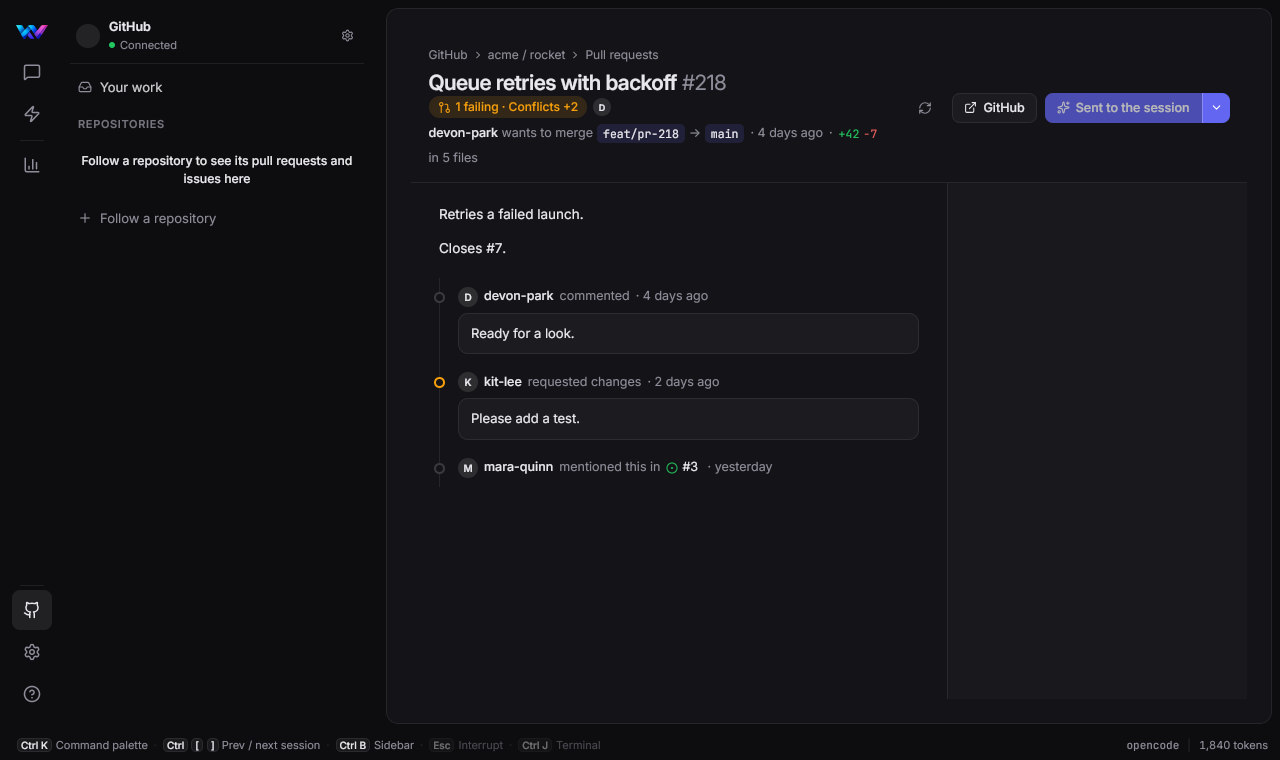 GitHub
Connected
Your work
REPOSITORIES
Follow a repository to see its pull requests and
issues here
Follow a repository
GitHub > acme / rocket > Pull requests
Queue retries with backoff #218
1 failing · Conflicts +2 D
GitHub
Sent to the session
devon-park wants to merge feat/pr-218 → main · 4 days ago · +42 -7
in 5 files
Retries a failed launch.
Closes #7.
D devon-park commented · 4 days ago
Ready for a look.
K kit-lee requested changes · 2 days ago
Please add a test.
M mara-quinn mentioned this in #3 · yesterday
Ctrl K Command palette · Ctrl [ ] Prev / next session · Ctrl B Sidebar · Esc Interrupt · Ctrl J Terminal
opencode 1,840 tokens